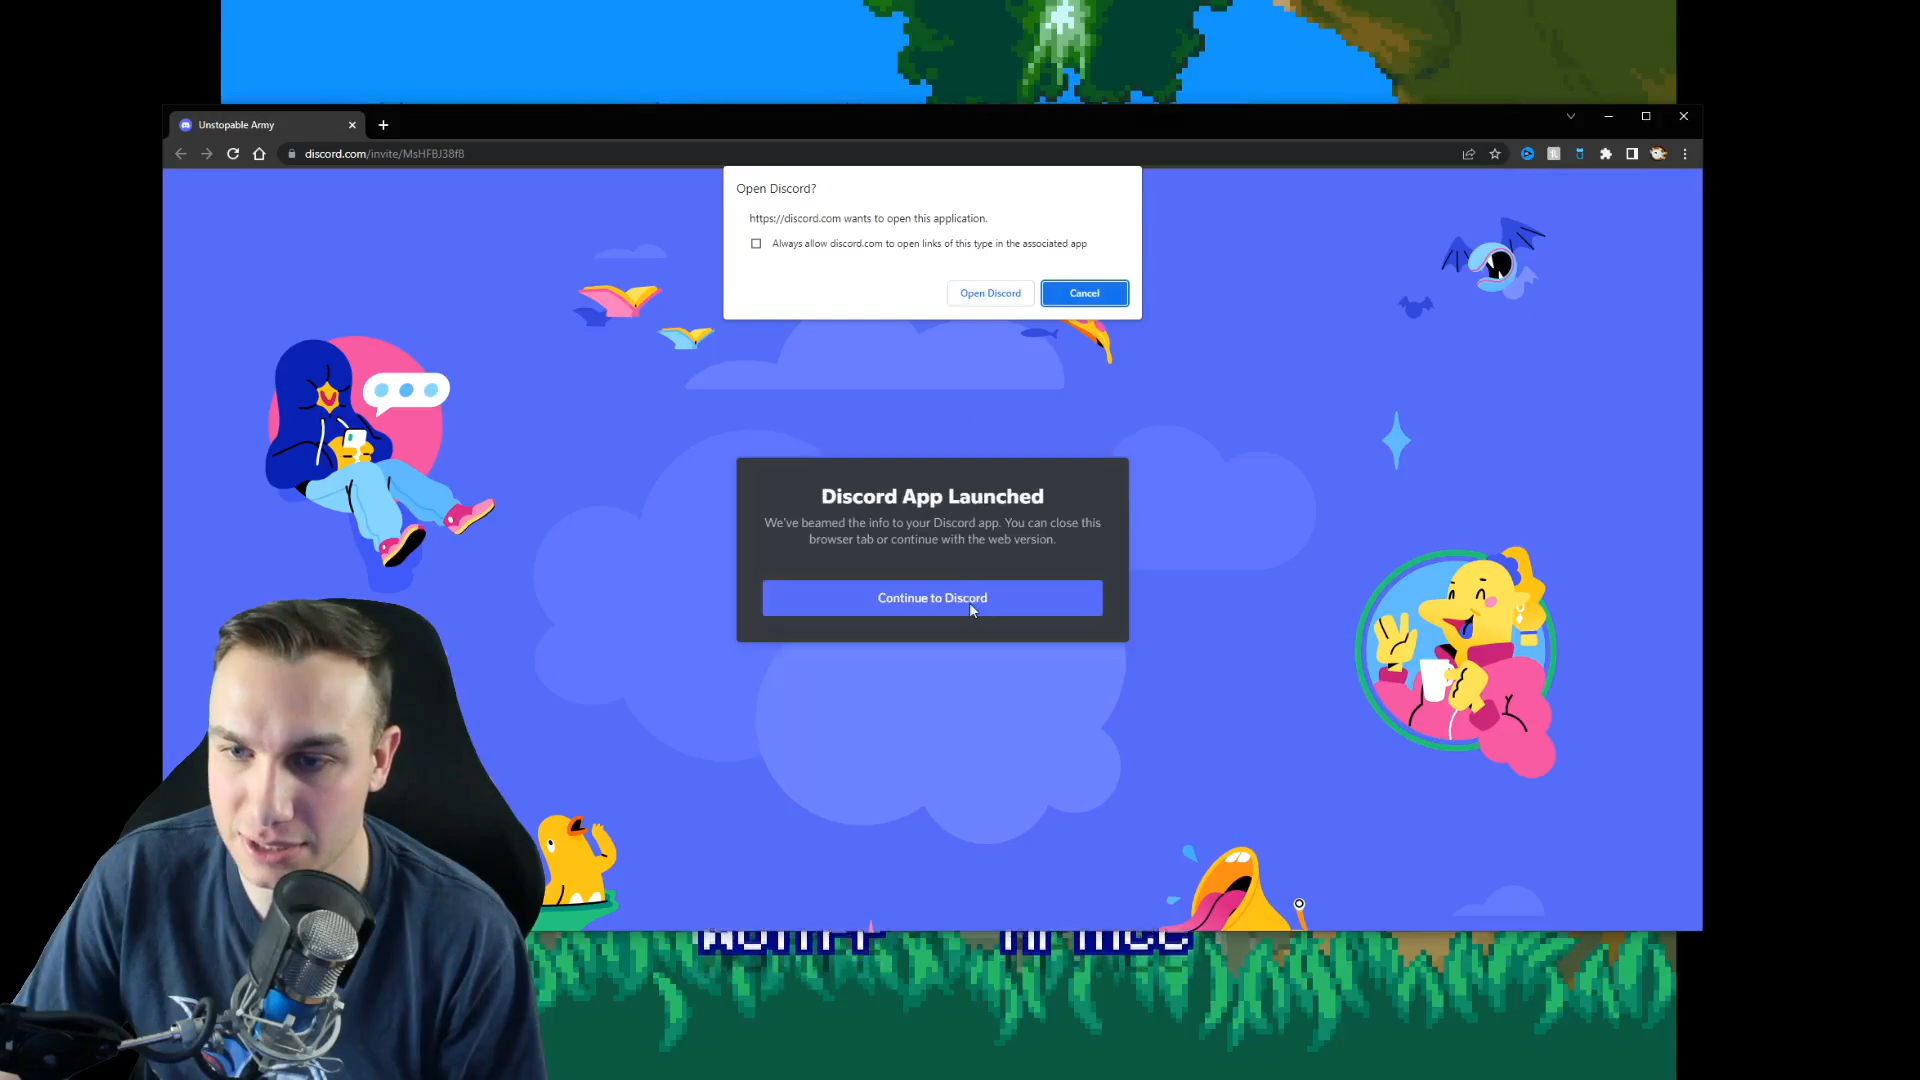 Unstopable Army
discord.com/invite/MsHFBJ38f8
Open Discord?
https://discord.com wants to open this application.
Always allow discord.com to open links of this type in the associated app
Open Discord
Cancel
Discord App Launched
We've beamed the info to your Discord app. You can close this
browser tab or continue with the web version.
Continue to Discord